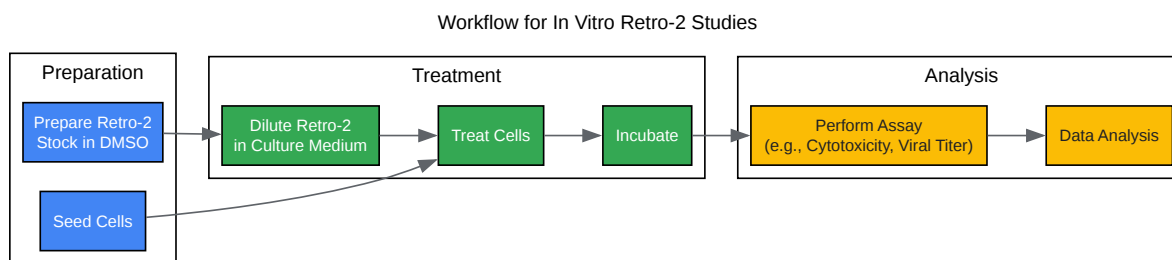 Workflow for In Vitro Retro-2 Studies
Preparation
Prepare Retro-2
Stock in DMSO
Seed Cells
Treatment
Dilute Retro-2
in Culture Medium
Treat Cells
Incubate
Analysis
Perform Assay
(e.g., Cytotoxicity, Viral Titer)
Data Analysis